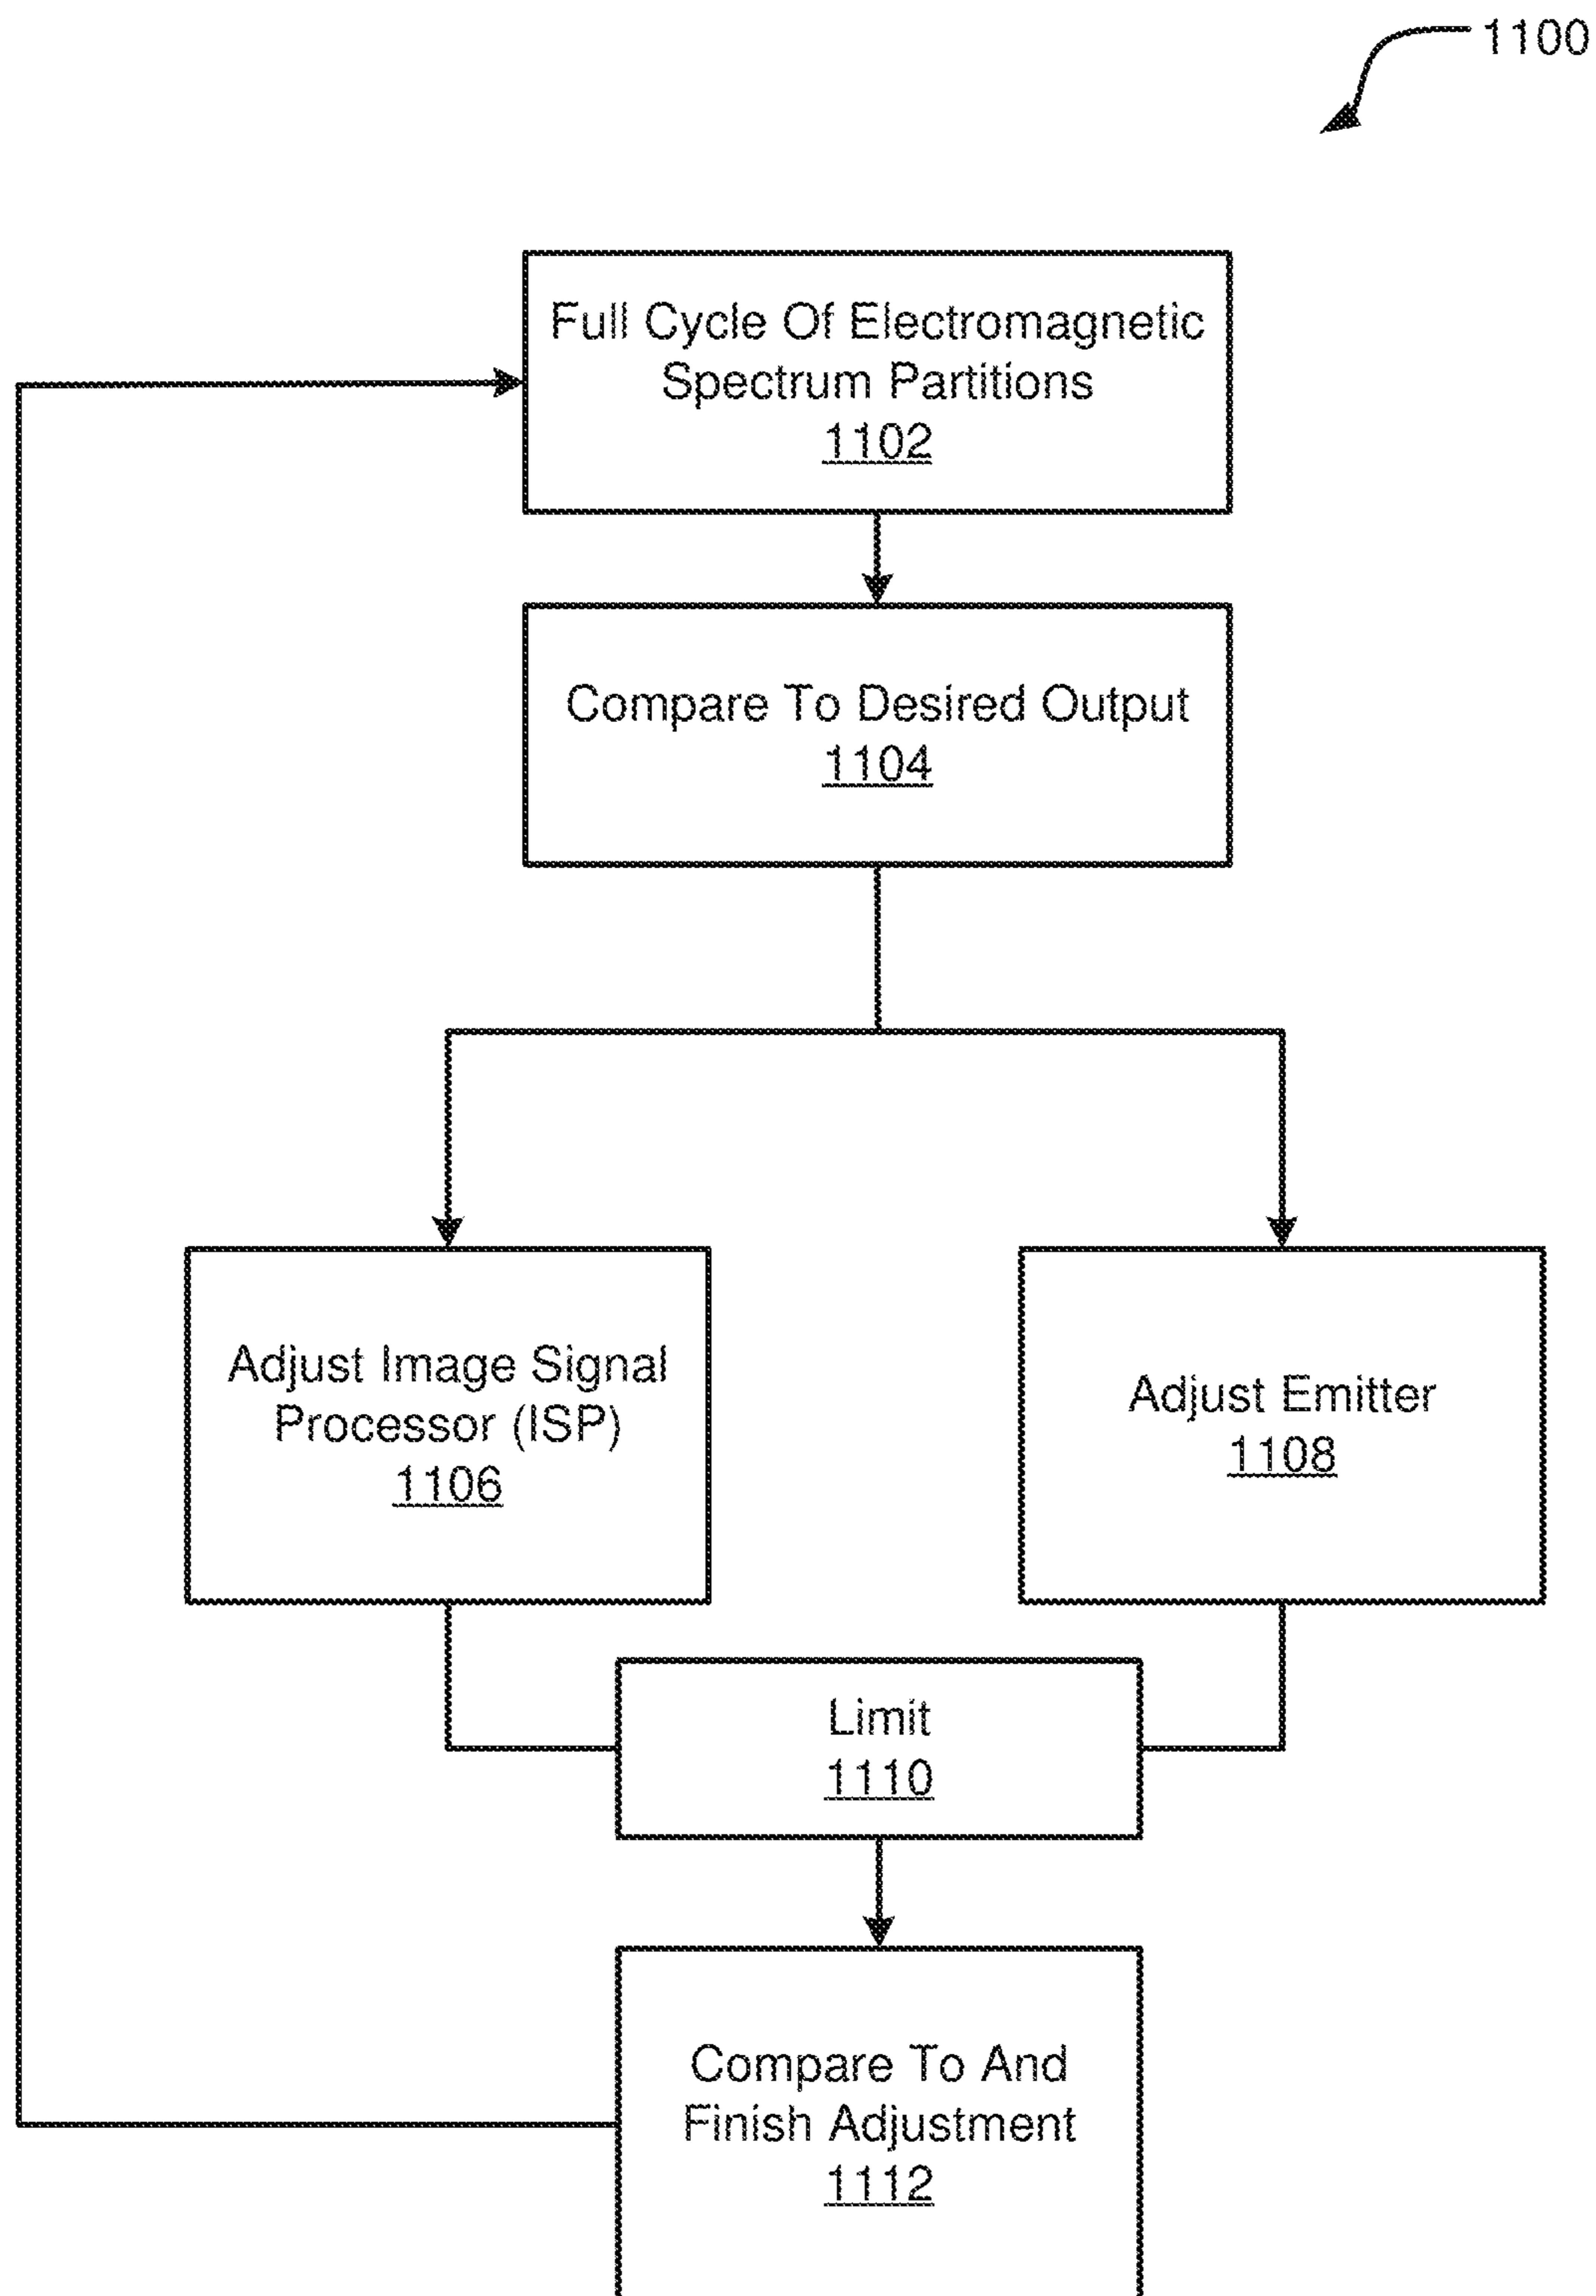 1100
Full Cycle Of Electromagnetic
Spectrum Partitions
1102
Compare To Desired Output
1104
Adjust Image Signal
Processor (ISP)
1106
Adjust Emitter
1108
Limit
1110
Compare To And
Finish Adjustment
1112